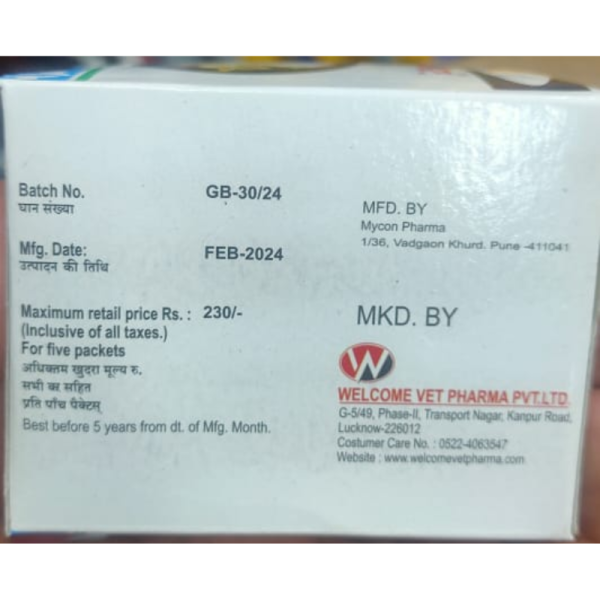 Batch No. GB-30/24
घान संख्या
Mfg. Date: FEB-2024
उत्पादन की तिथि
Maximum retail price Rs. : 230/-
(Inclusive of all taxes.)
For five packets
अधिक्तम खुदरा मूल्य रु.
सभी कर सहित
प्रति पाँच पैकेट्स
Best before 5 years from dt. of Mfg. Month.
MFD. BY
Mycon Pharma
1/36, Vadgaon Khurd. Pune -411041
MKD. BY
W
WELCOME VET PHARMA PVT.LTD.
G-5/49, Phase-II, Transport Nagar, Kanpur Road,
Lucknow-226012
Costumer Care No. : 0522-4063547
Website : www.welcomevetpharma.com